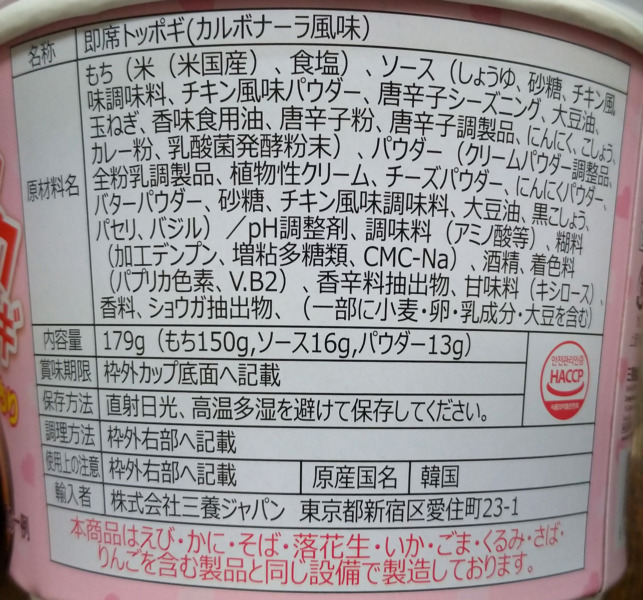 名称 即席トッポギ(カルボナーラ風味)
もち（米（米国産）、食塩）、ソース（しょうゆ、砂糖、チキン風
味調味料、チキン風味パウダー、唐辛子シーズニング、大豆油、
玉ねぎ、香味食用油、唐辛子粉、唐辛子調製品、にんにく、こしょう、
カレー粉、乳酸菌発酵粉末）、パウダー（クリームパウダー調整品、
原材料名 全粉乳調製品、植物性クリーム、チーズパウダー、にんにくパウダー、
バターパウダー、砂糖、チキン風味調味料、大豆油、黒こしょう、
パセリ、バジル）／pH調整剤、調味料（アミノ酸等）、糊料
（加工デンプン、増粘多糖類、CMC-Na）、酒精、着色料
（パプリカ色素、V.B2）、香辛料抽出物、甘味料（キシロース）、
香料、ショウガ抽出物、（一部に小麦・卵・乳成分・大豆を含む）
内容量 179g（もち150g,ソース16g,パウダー13g）
賞味期限 枠外カップ底面へ記載
안전관리인증
HACCP
保存方法 直射日光、高温多湿を避けて保存してください。
調理方法 枠外右部へ記載
使用上の注意 枠外右部へ記載 原産国名 韓国
輸入者 株式会社三養ジャパン 東京都新宿区愛住町23-1
本商品はえび・かに・そば・落花生・いか・ごま・くるみ・さば・
りんごを含む製品と同じ設備で製造しております。